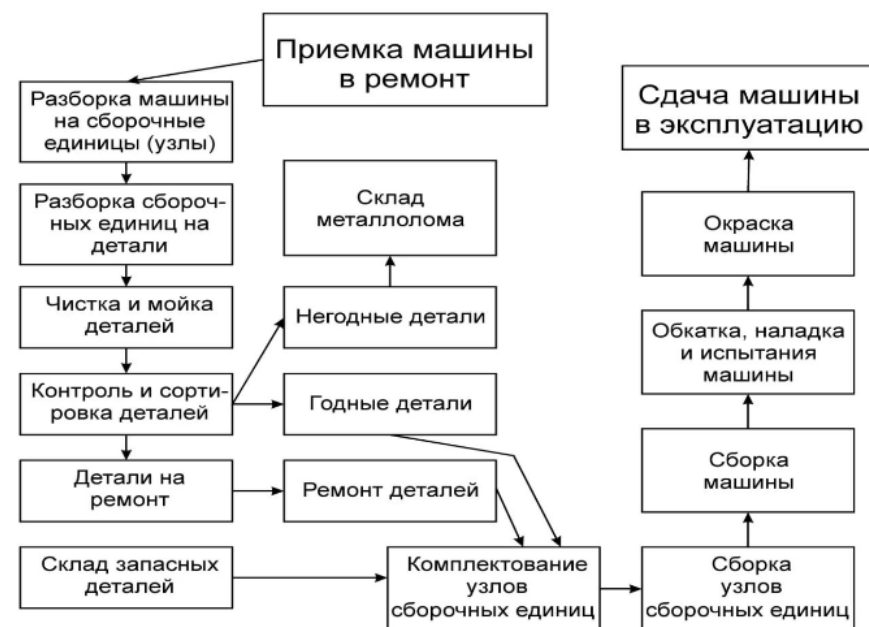 Приемка машины
в ремонт
Разборка машины
на сборочные
единицы (узлы)
Разборка сбороч-
ных единиц на
детали
Чистка и мойка
деталей
Контроль и сорти-
ровка деталей
Детали на
ремонт
Склад запасных
деталей
Склад
металлолома
Негодные детали
Годные детали
Ремонт деталей
Комплектование
узлов
сборочных единиц
Сдача машины
в эксплуатацию
Окраска
машины
Обкатка, наладка
и испытания
машины
Сборка
машины
Сборка
узлов
сборочных единиц